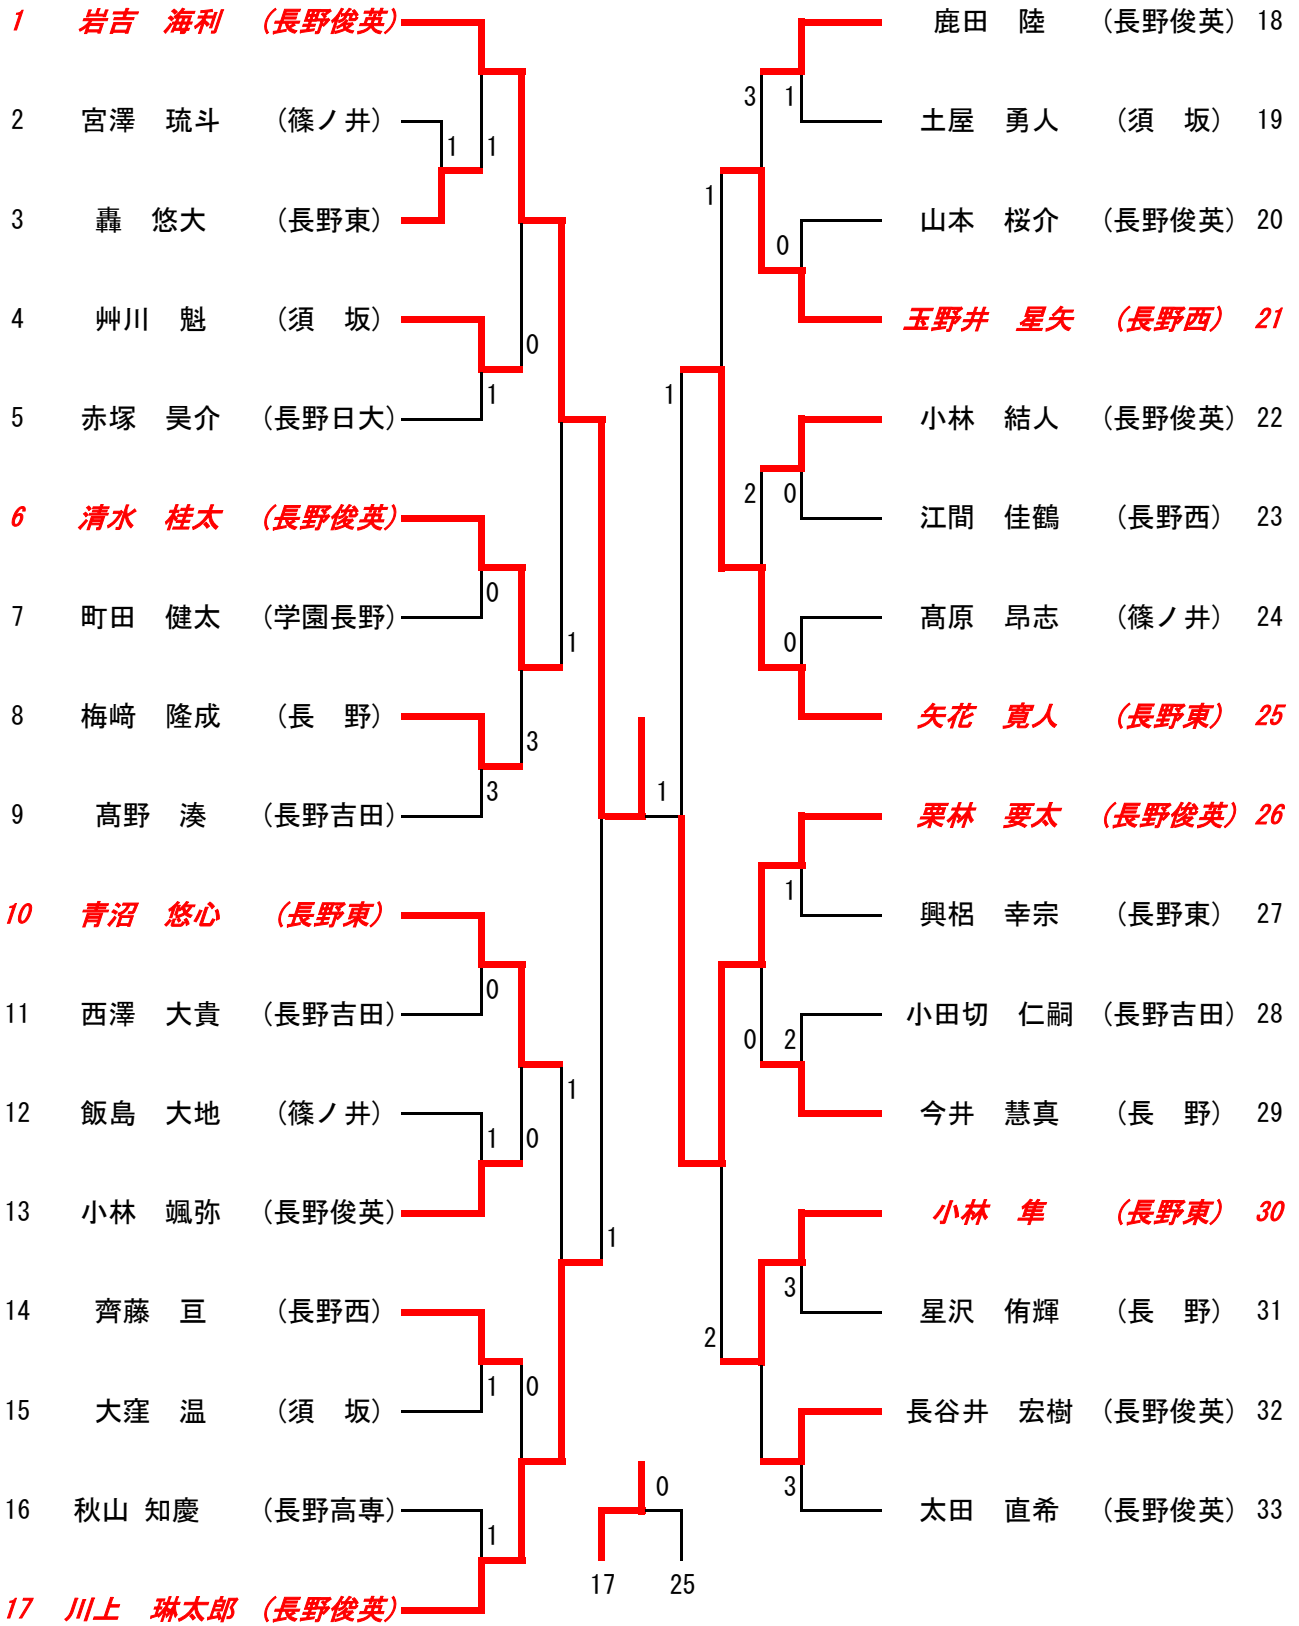 1 岩吉 海利 (長野俊英)
2 宮澤 琉斗 (篠ノ井)
1 1
3 轟 悠大 (長野東)
4 艸川 魁 (須 坂)
0
1
5 赤塚 昊介 (長野日大)
6 清水 桂太 (長野俊英)
0
7 町田 健太 (学園長野)
1
8 梅﨑 隆成 (長 野)
3
3
9 髙野 湊 (長野吉田)
10 青沼 悠心 (長野東)
0
11 西澤 大貴 (長野吉田)
1
12 飯島 大地 (篠ノ井)
1 0
13 小林 颯弥 (長野俊英)
1
14 齊藤 亘 (長野西)
1 0
15 大窪 温 (須 坂)
16 秋山 知慶 (長野高専)
1
17 川上 琳太郎 (長野俊英)
1
0
17 25
鹿田 陸 (長野俊英) 18
3 1
土屋 勇人 (須 坂) 19
1
山本 桜介 (長野俊英) 20
0
玉野井 星矢 (長野西) 21
1
小林 結人 (長野俊英) 22
2 0
江間 佳鶴 (長野西) 23
髙原 昂志 (篠ノ井) 24
0
矢花 寛人 (長野東) 25
栗林 要太 (長野俊英) 26
1
興梠 幸宗 (長野東) 27
小田切 仁嗣 (長野吉田) 28
0 2
今井 慧真 (長 野) 29
小林 隼 (長野東) 30
3
星沢 侑輝 (長 野) 31
2
長谷井 宏樹 (長野俊英) 32
3
太田 直希 (長野俊英) 33